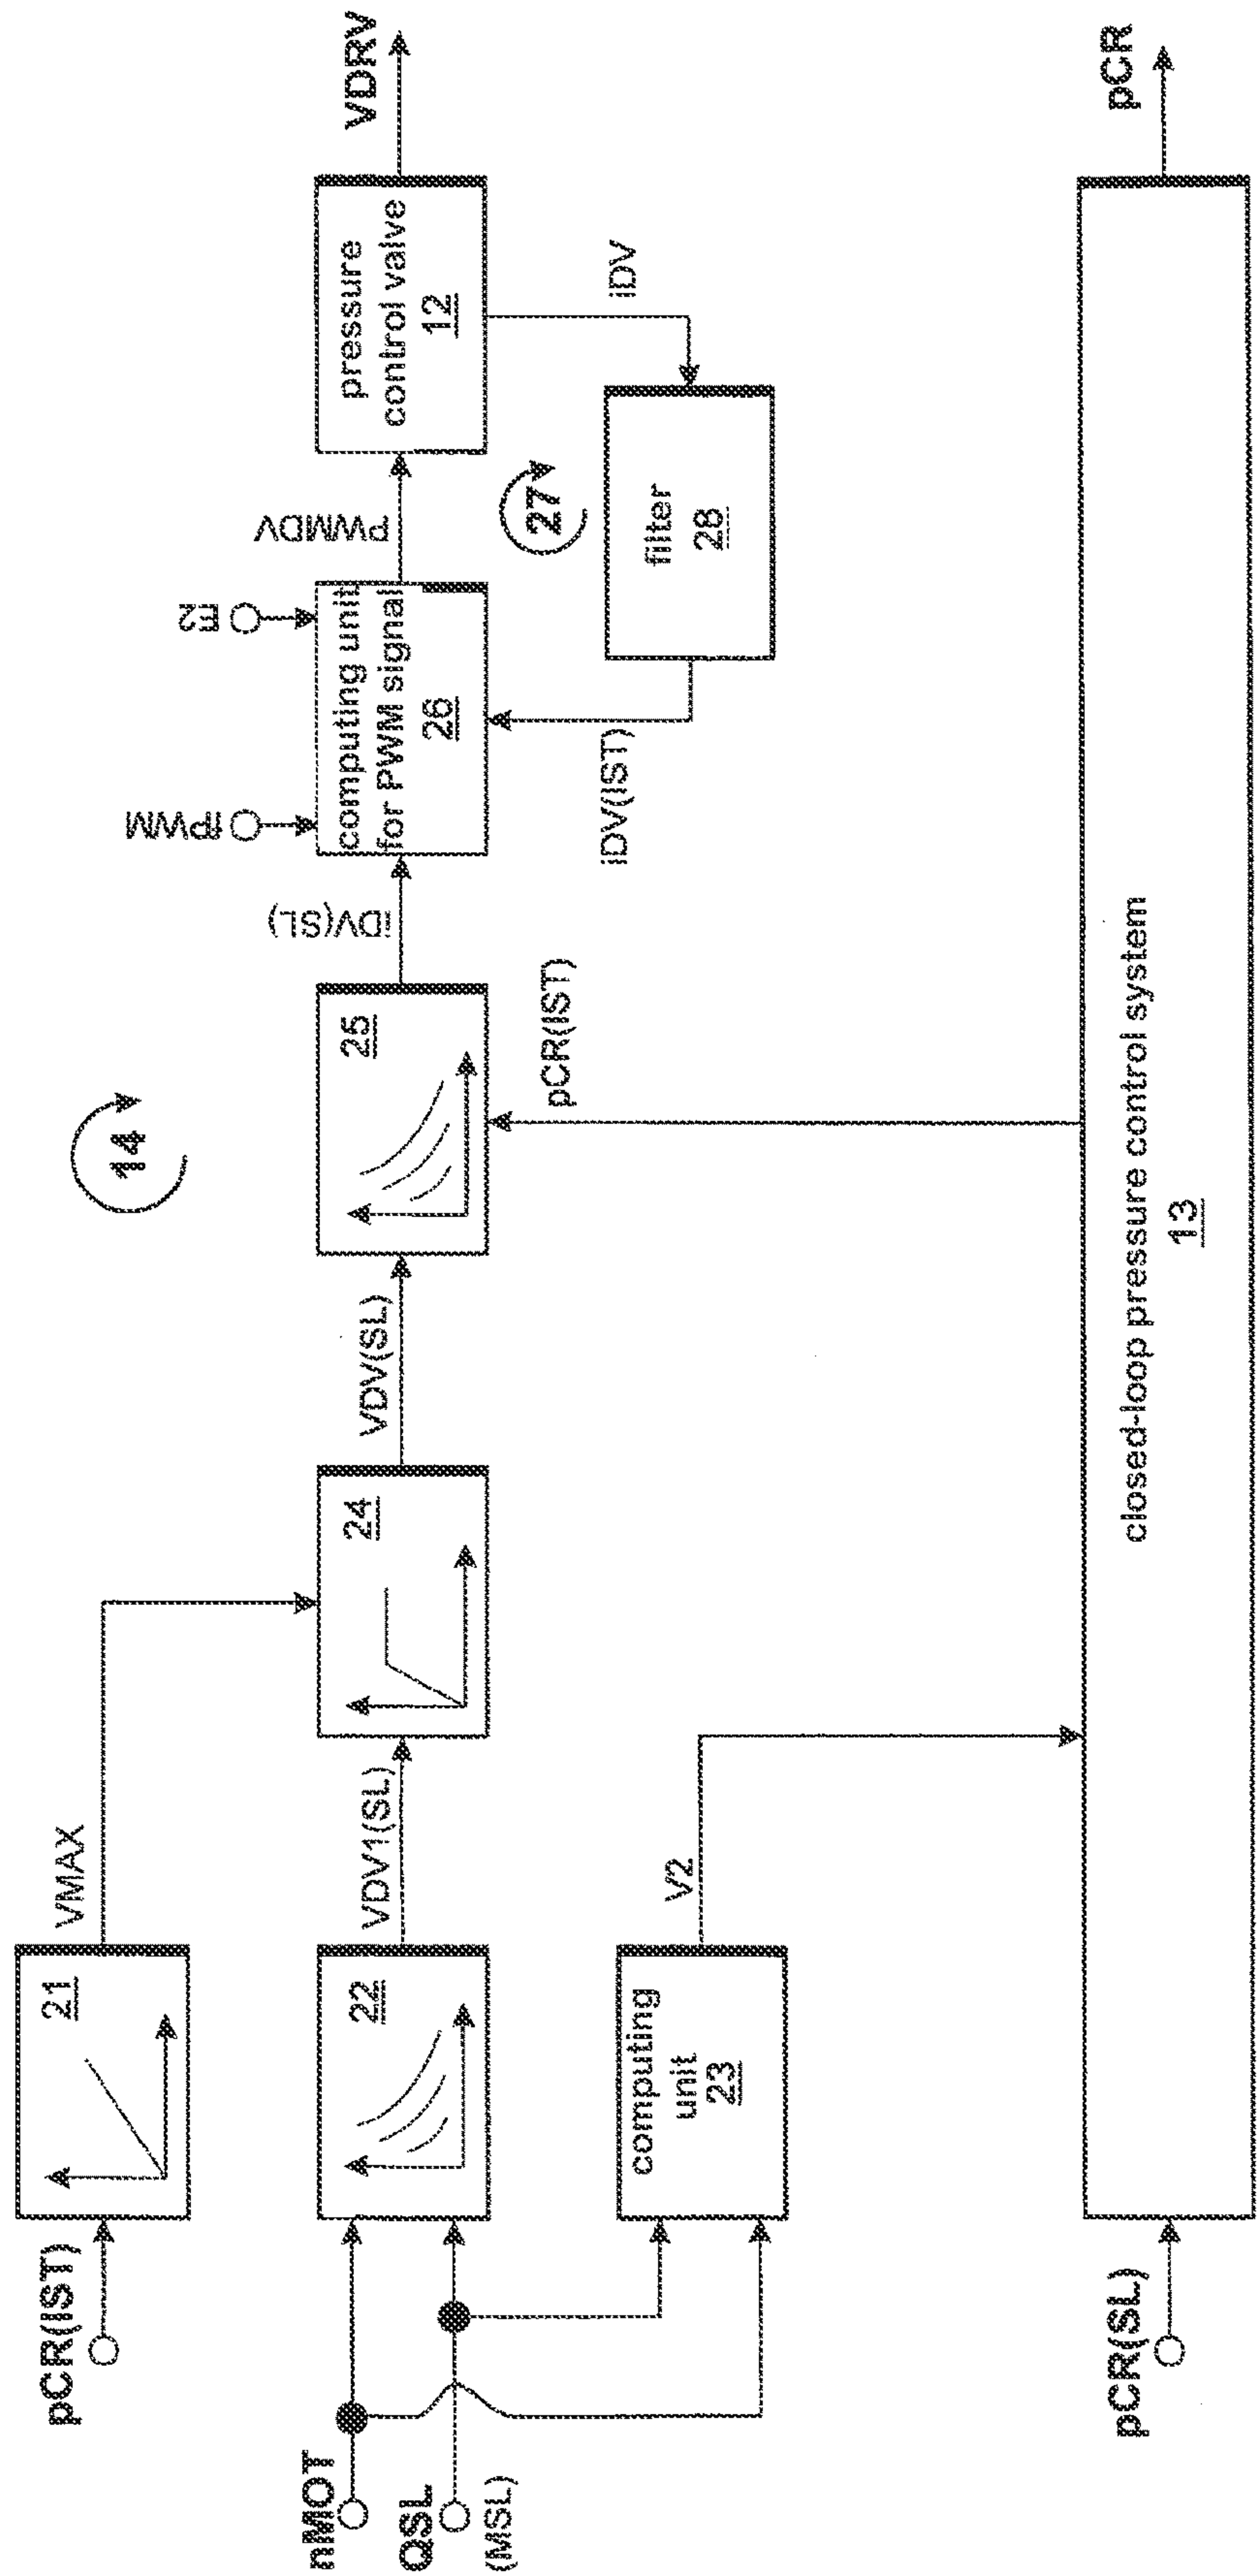 pCR(IST)
21
VMAX
nMOT
QSL
(MSL)
22
VDV1(SL)
24
VDV(SL)
14
25
iDV(SL)
pCR(IST)
fPWM
E2
computing unit
for PWM signal
26
PWMDV
27
pressure
control valve
12
VDRV
iDV
filter
28
iDV(IST)
computing
unit
23
V2
pCR(SL)
closed-loop pressure control system
13
pCR